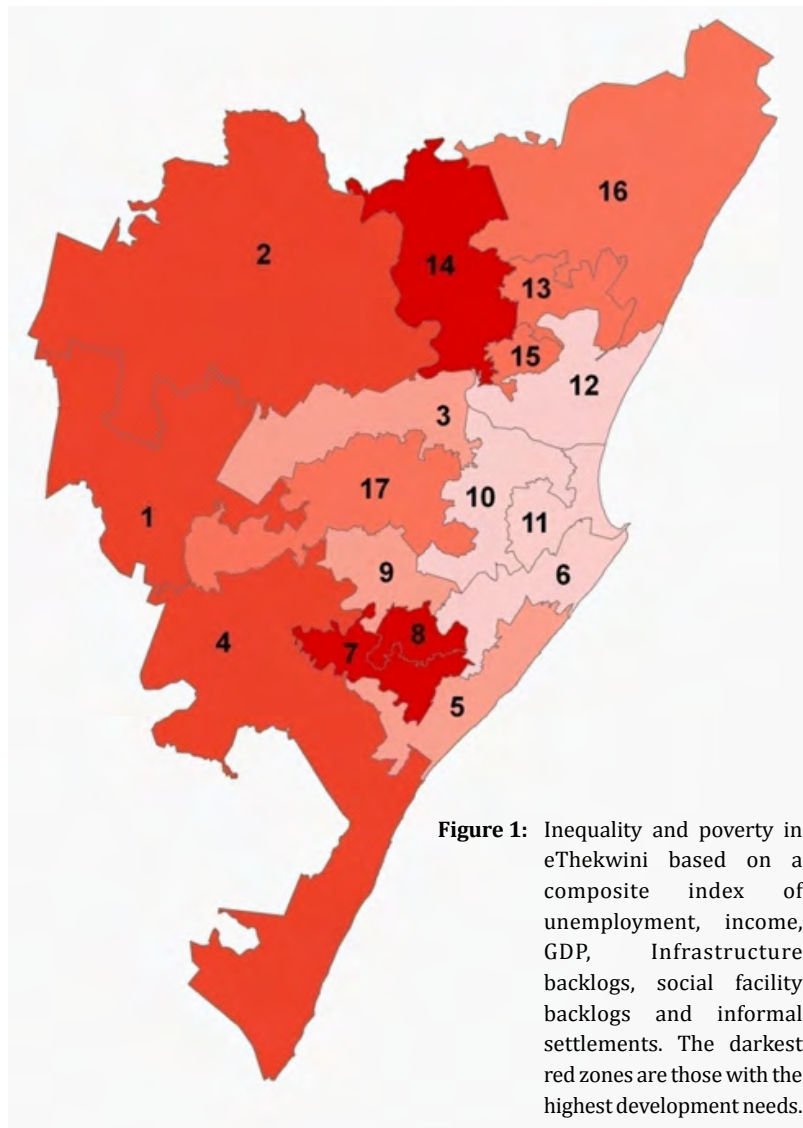 16
2
14
13
15
12
3
17
10
11
1
9
6
8
4
7
5
Figure 1: Inequality and poverty in
eThekwini based on a
composite index of
unemployment, income,
GDP, Infrastructure
backlogs, social facility
backlogs and informal
settlements. The darkest
red zones are those with the
highest development needs.